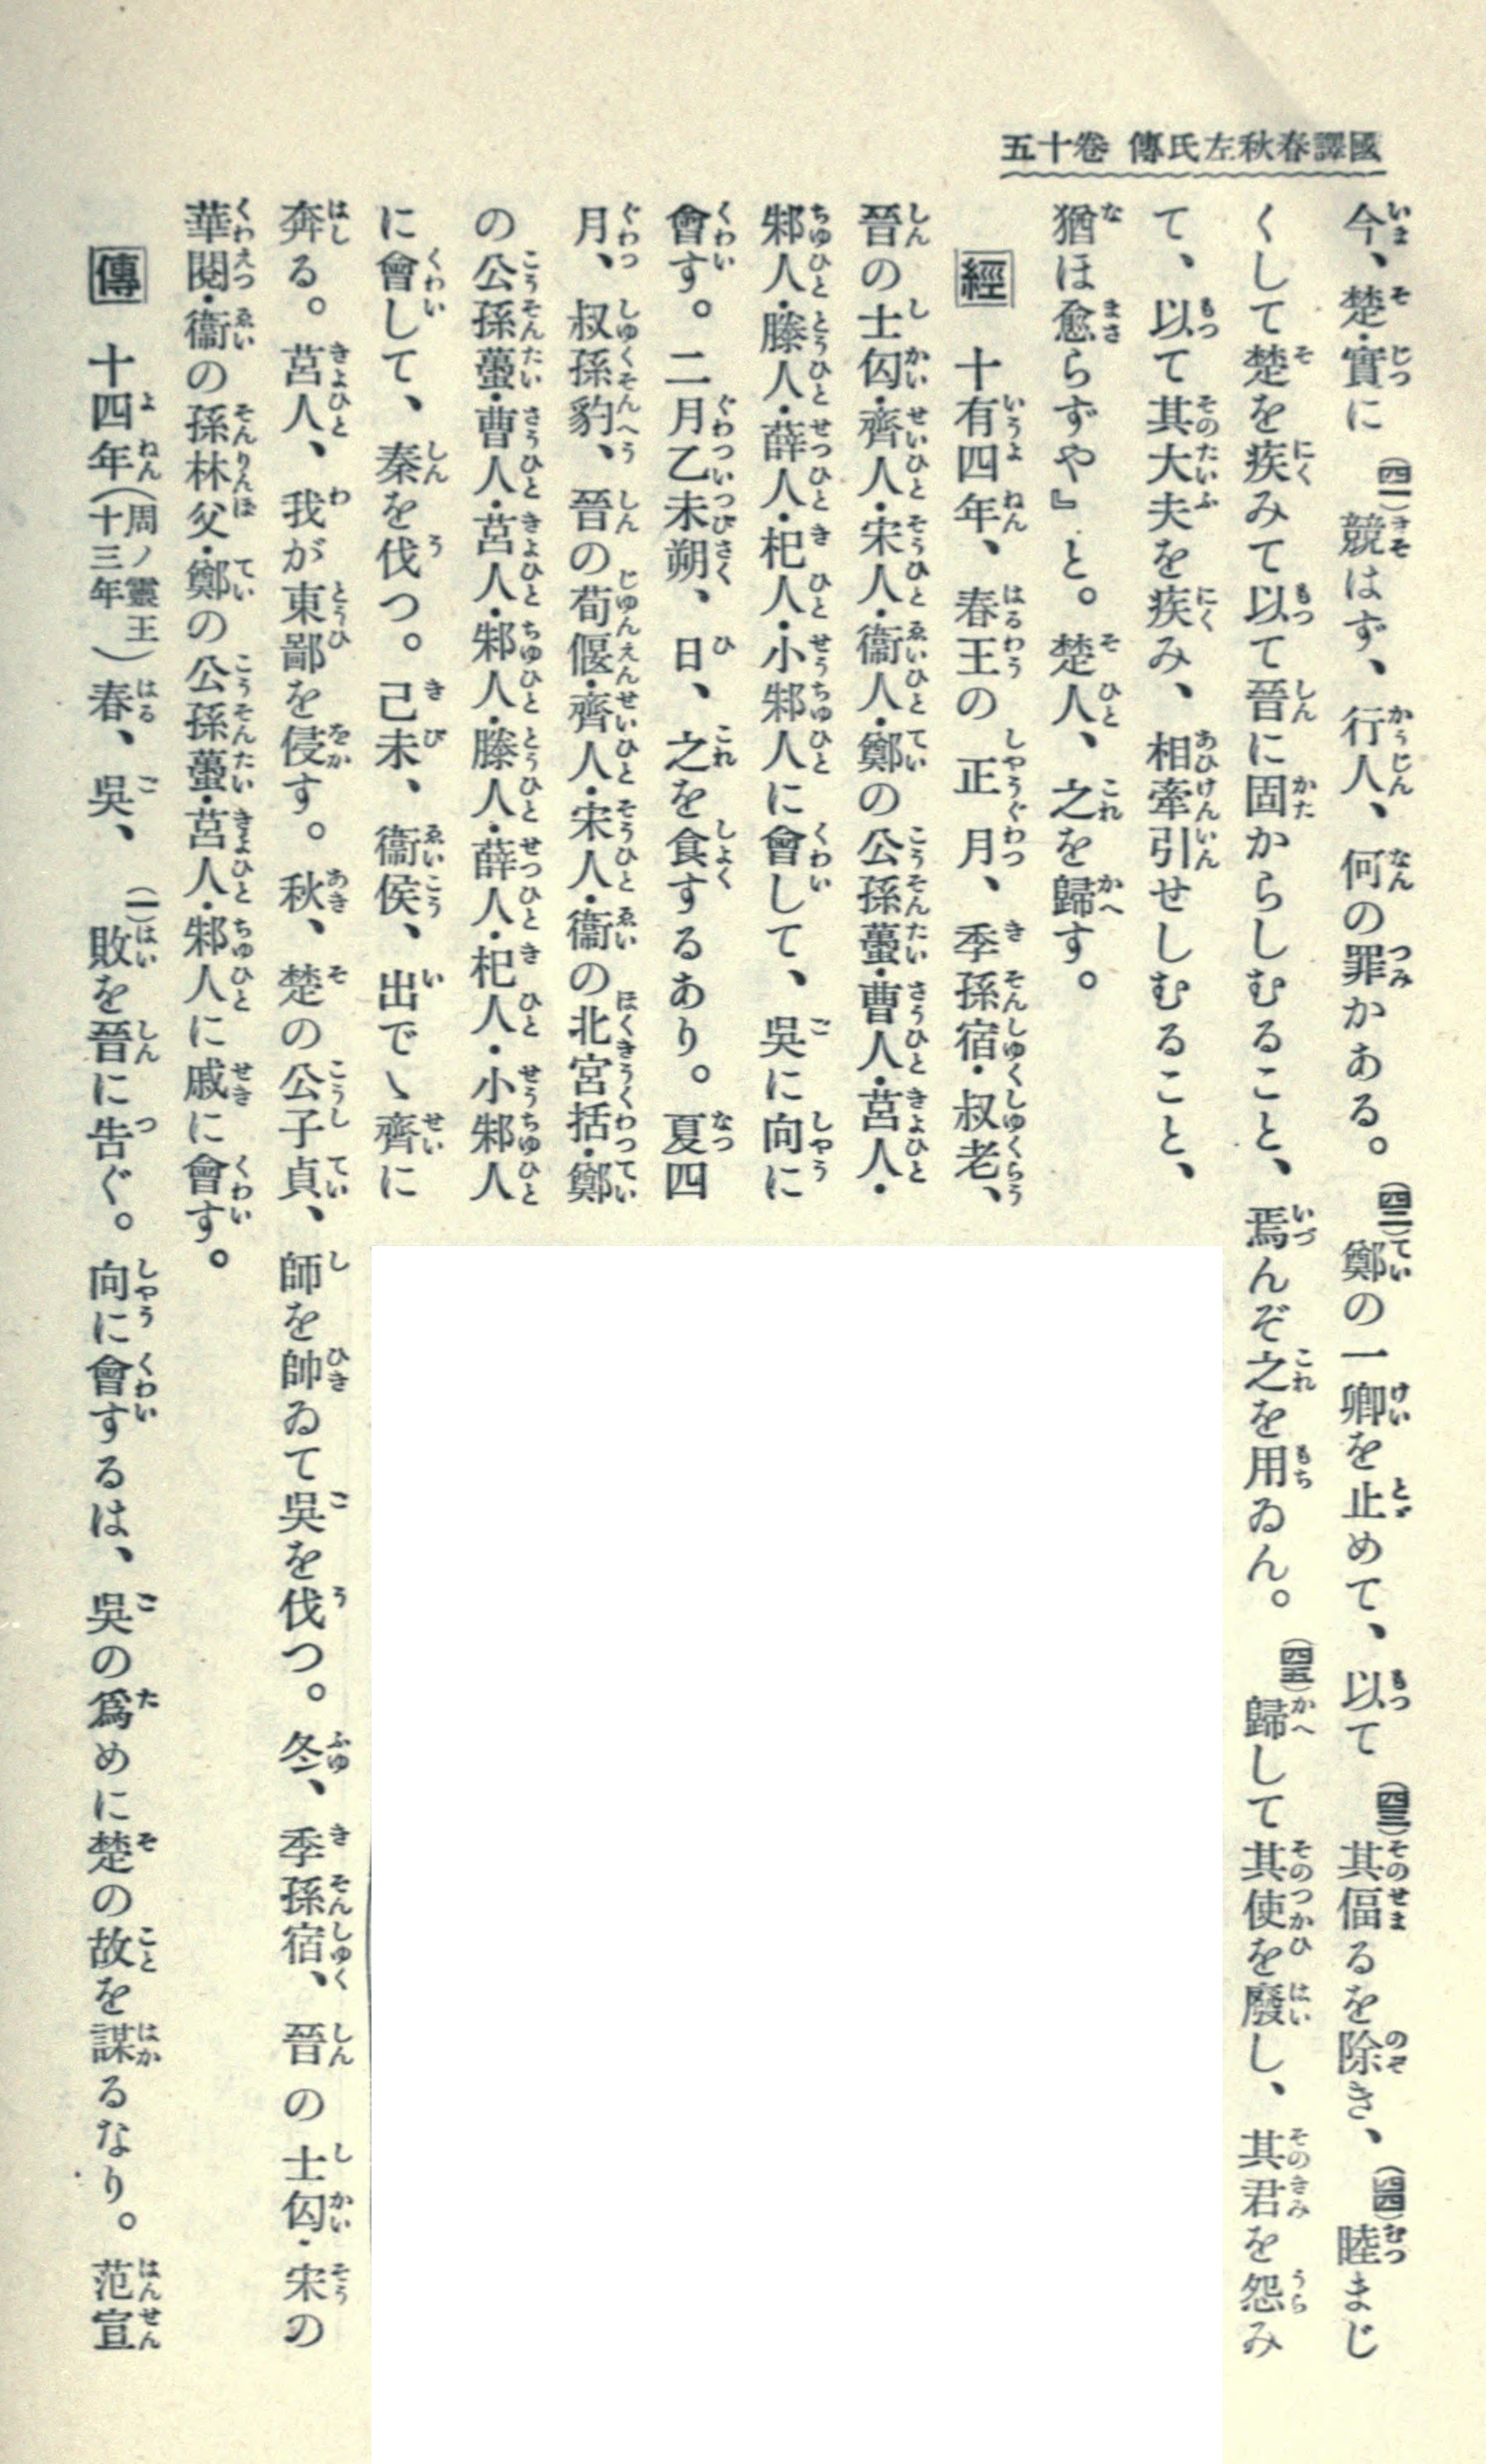 國譯春秋左氏傳 卷十五
今、楚・實に(四一)競はず、行人、何の罪かある。(四二)鄭の一卿を止めて、以て(四三)其偪るを除き、(四四)睦まじ
くして楚を疾みて以て晉に固からしむること、焉んぞ之を用ゐん。(四五)歸して其使を廢し、其君を怨み
て、以て其大夫を疾み、相牽引せしむること、
猶ほ愈らずや』と。楚人、之を歸す。
經 十有四年、春王の正月、季孫宿・叔老、
晉の士匃・齊人・宋人・衞人・鄭の公孫蠆・曹人・莒人・
邾人・滕人・薛人・杞人・小邾人に會して、吳に向に
會す。二月乙未朔、日、之を食するあり。夏四
月、叔孫豹、晉の荀偃・齊人・宋人・衞の北宮括・鄭
の公孫蠆・曹人・莒人・邾人・滕人・薛人・杞人・小邾人
に會して、秦を伐つ。己未、衞侯、出でゝ齊に
奔る。莒人、我が東鄙を侵す。秋、楚の公子貞、師を帥ゐて吳を伐つ。冬、季孫宿、晉の士匃・宋の
華閱・衞の孫林父・鄭の公孫蠆・莒人・邾人に戚に會す。
傳 十四年(周ノ靈王十三年)春、吳、(一)敗を晉に告ぐ。向に會するは、吳の爲めに楚の故を謀るなり。范宣